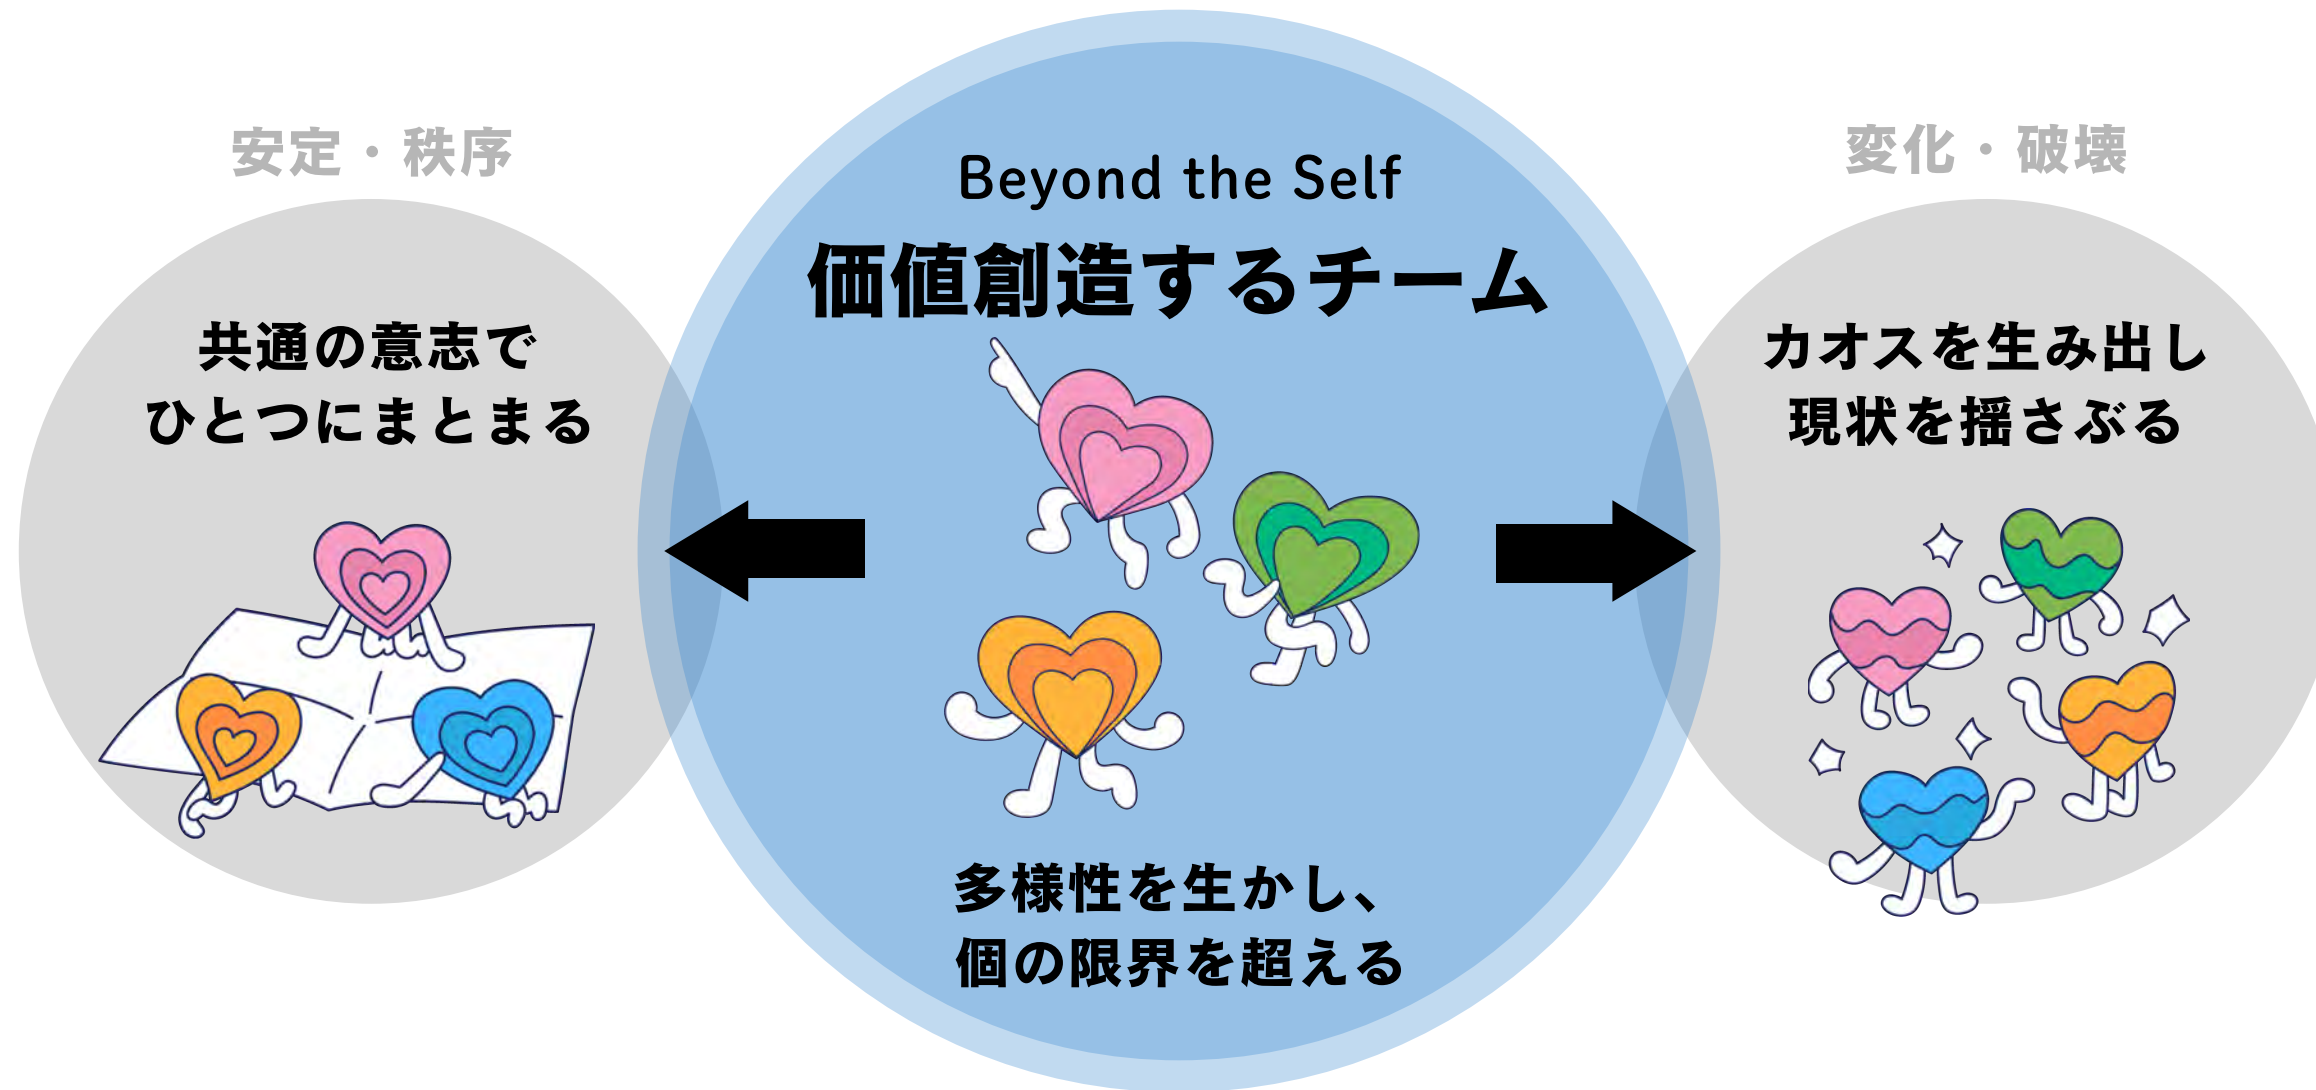 安定・秩序
共通の意志で
ひとつにまとまる
Beyond the Self
価値創造するチーム
多様性を生かし、
個の限界を超える
変化・破壊
カオスを生み出し
現状を揺さぶる